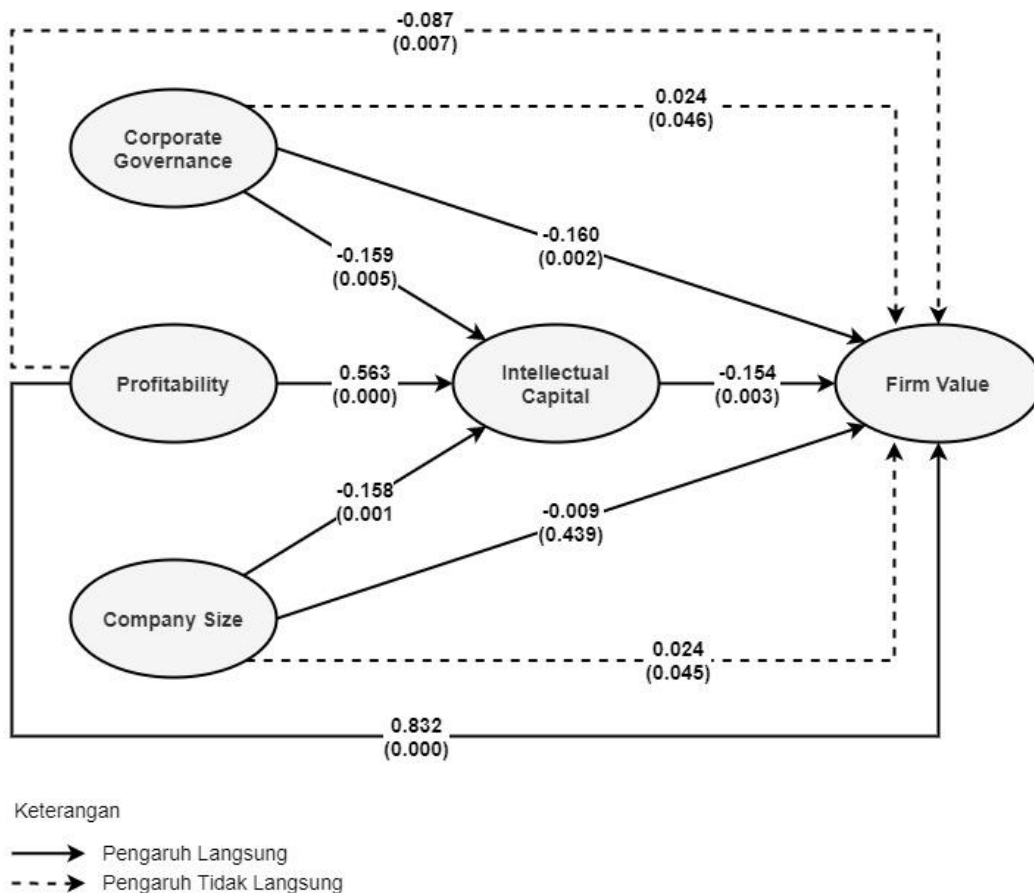 -0.087
(0.007)
0.024
(0.046)
Corporate
Governance
-0.160
(0.002)
-0.159
(0.005)
Profitability
0.563
(0.000)
Intellectual
Capital
-0.154
(0.003)
Firm Value
-0.158
(0.001
-0.009
(0.439)
Company Size
0.024
(0.045)
0.832
(0.000)
Keterangan
Pengaruh Langsung
Pengaruh Tidak Langsung